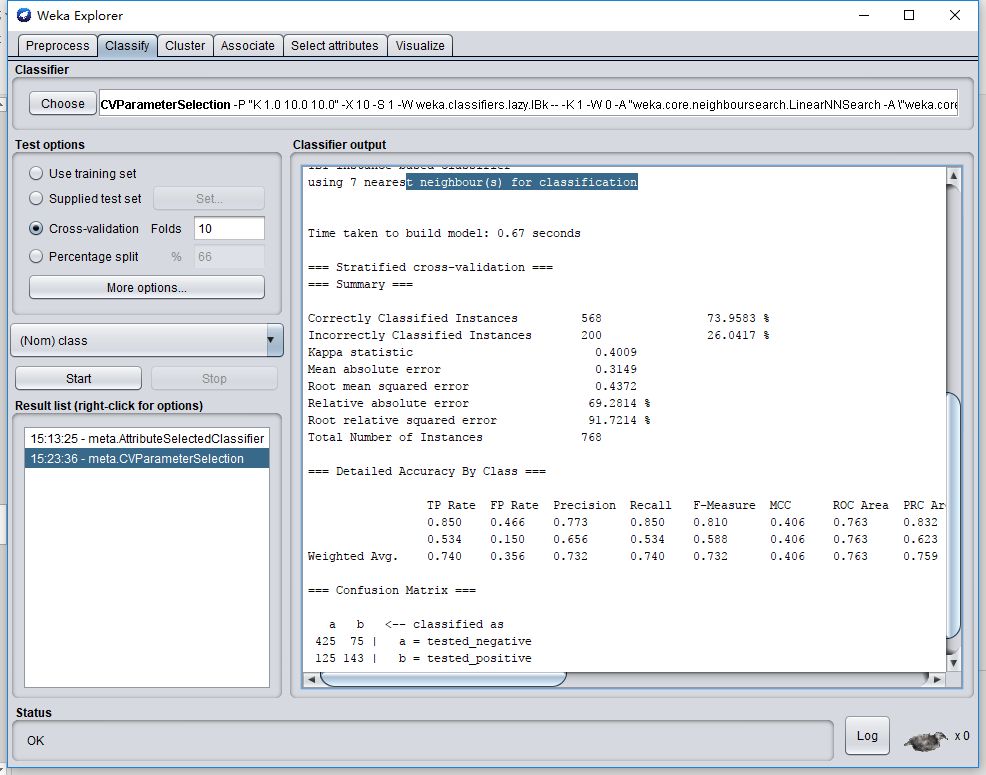 Weka Explorer
Preprocess Classify Cluster Associate Select attributes Visualize
Classifier
Choose CVParameterSelection -P "K 1.0 10.0 10.0" -X 10 -S 1 -W weka.classifiers.lazy.IBk -- -K 1 -W 0 -A "weka.core.neighboursearch.LinearNNSearch -A \"weka.core
Test options
Use training set
Supplied test set Set...
Cross-validation Folds 10
Percentage split % 66
More options...
(Nom) class
Start Stop
Result list (right-click for options)
15:13:25 - meta.AttributeSelectedClassifier
15:23:36 - meta.CVParameterSelection
Classifier output
using 7 nearest neighbour(s) for classification
Time taken to build model: 0.67 seconds
=== Stratified cross-validation ===
=== Summary ===
Correctly Classified Instances 568 73.9583 %
Incorrectly Classified Instances 200 26.0417 %
Kappa statistic 0.4009
Mean absolute error 0.3149
Root mean squared error 0.4372
Relative absolute error 69.2814 %
Root relative squared error 91.7214 %
Total Number of Instances 768
=== Detailed Accuracy By Class ===
TP Rate FP Rate Precision Recall F-Measure MCC ROC Area PRC Ar
0.850 0.466 0.773 0.850 0.810 0.406 0.763 0.832
0.534 0.150 0.656 0.534 0.588 0.406 0.763 0.623
Weighted Avg. 0.740 0.356 0.732 0.740 0.732 0.406 0.763 0.759
=== Confusion Matrix ===
a b <-- classified as
425 75 | a = tested_negative
125 143 | b = tested_positive
Status
OK
Log
x 0